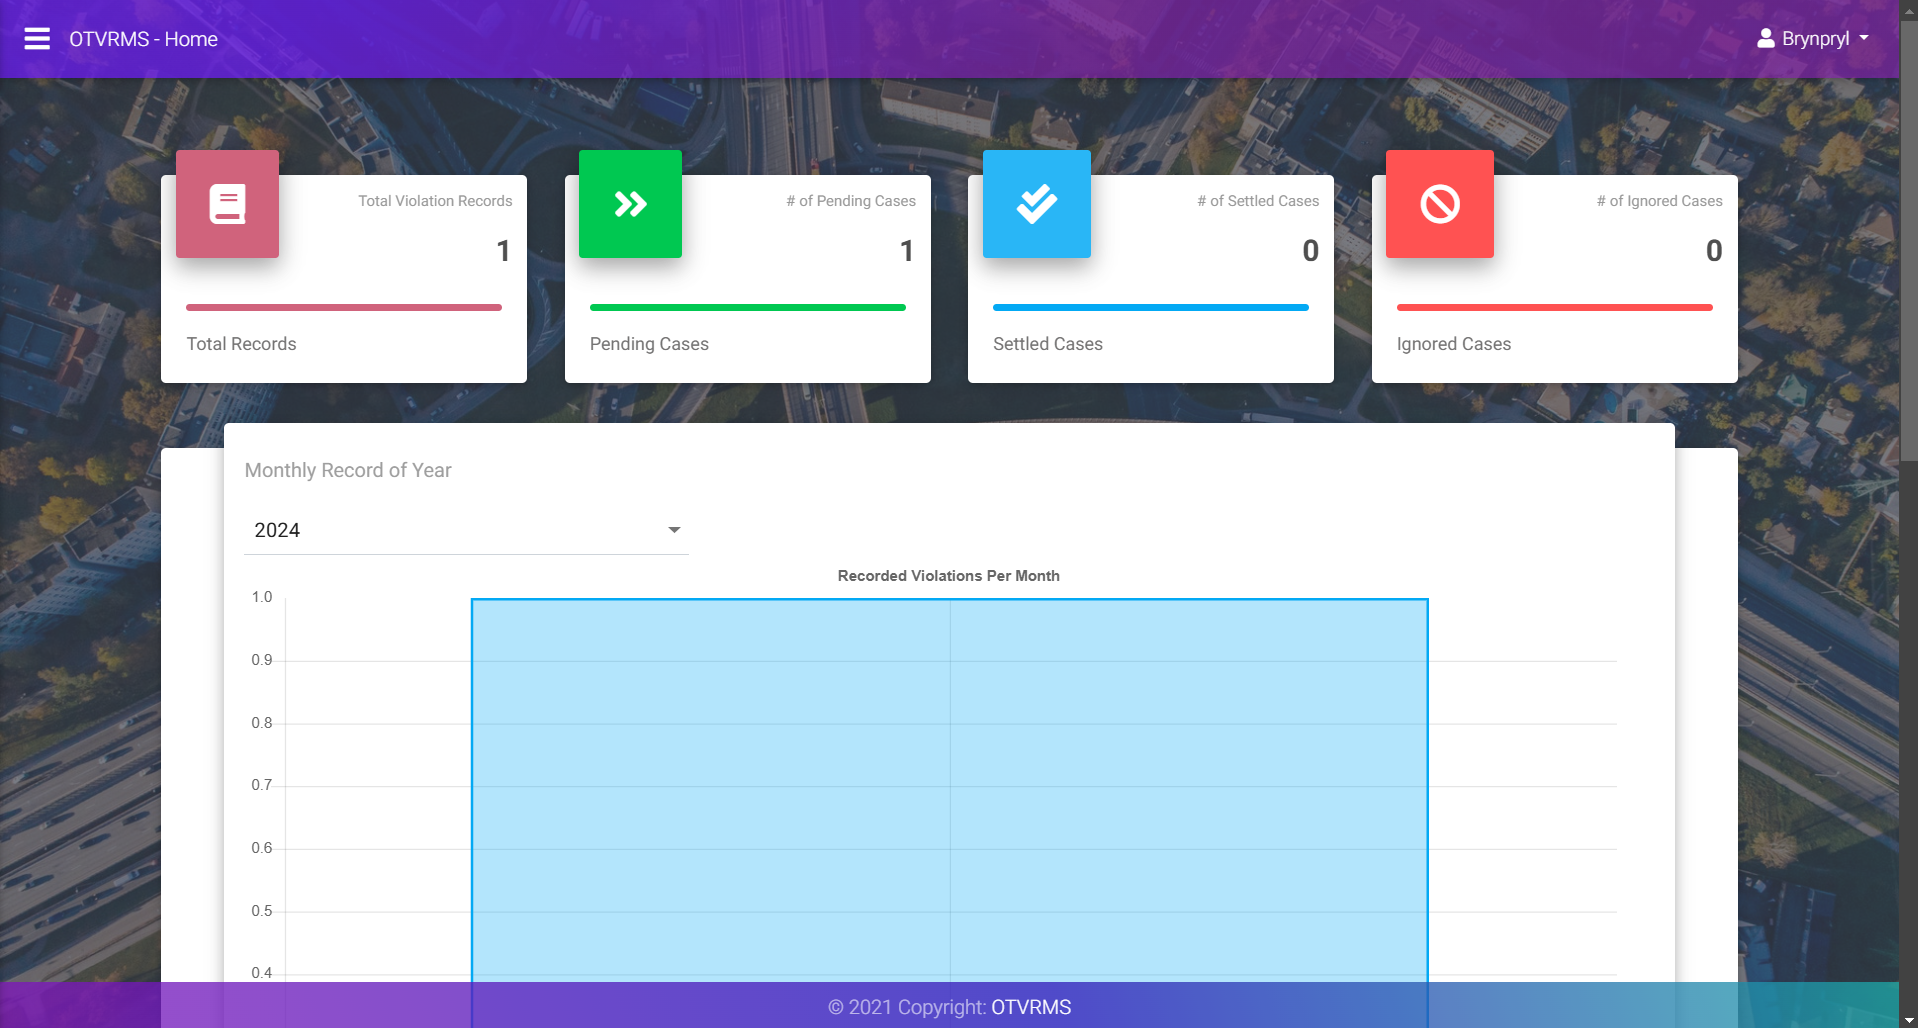 OTVRMS - Home
Brynpryl
Total Violation Records
1
Total Records
# of Pending Cases
1
Pending Cases
# of Settled Cases
0
Settled Cases
# of Ignored Cases
0
Ignored Cases
Monthly Record of Year
2024
Recorded Violations Per Month
1.0
0.9
0.8
0.7
0.6
0.5
0.4
© 2021 Copyright: OTVRMS